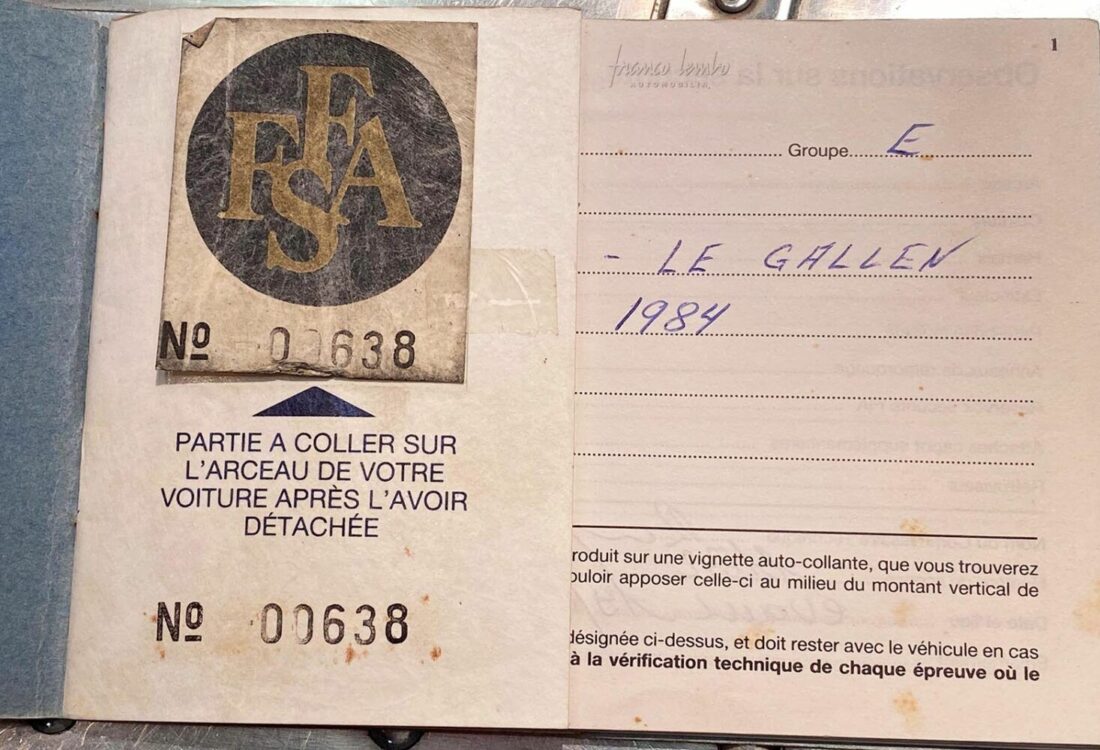 FFSA
Nº 00638
PARTIE A COLLER SUR
L'ARCEAU DE VOTRE
VOITURE APRÈS L'AVOIR
DÉTACHÉE
Nº 00638
1
franco lembo
AUTOMOBILIA
Groupe E
- LE GALLEN
1984
roduit sur une vignette auto-collante, que vous trouverez
ouloir apposer celle-ci au milieu du montant vertical de
désignée ci-dessus, et doit rester avec le véhicule en cas
à la vérification technique de chaque épreuve où le